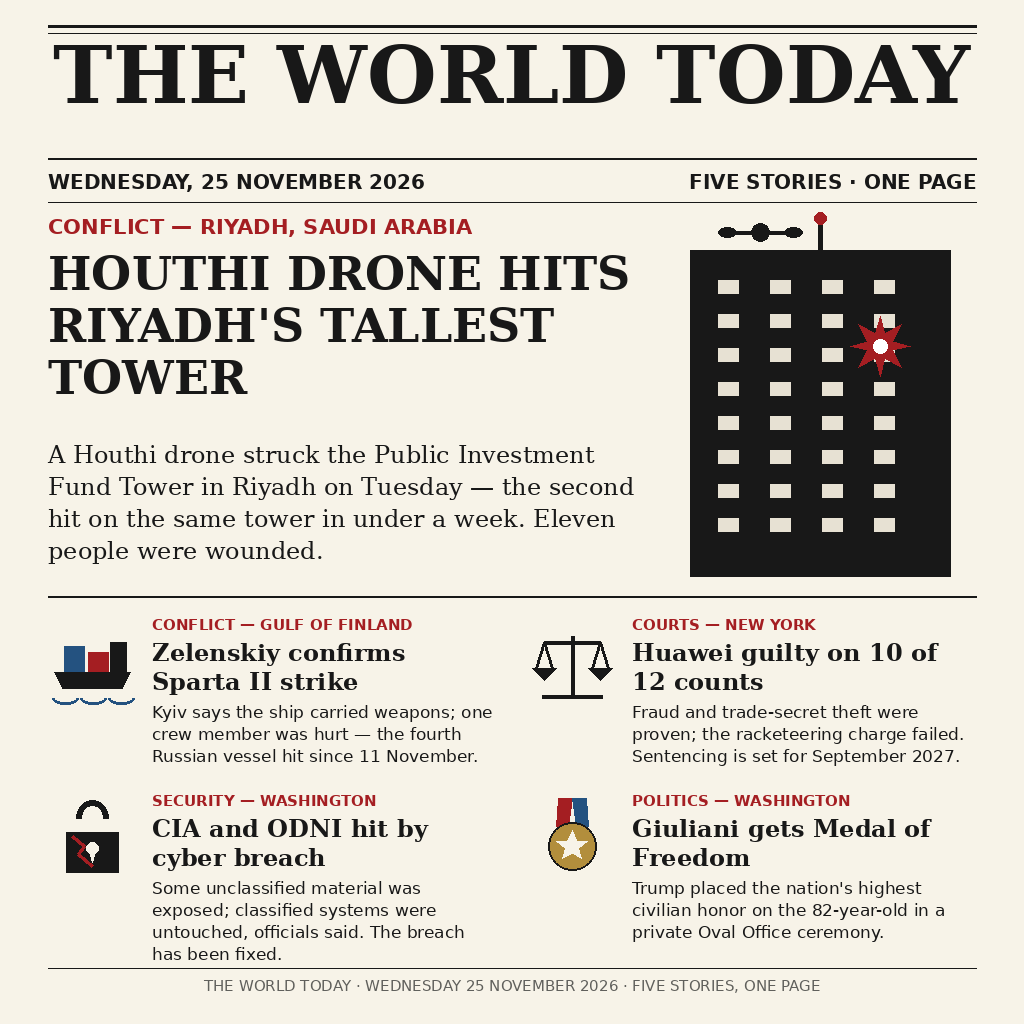 THE WORLD TODAY
WEDNESDAY, 25 NOVEMBER 2026
FIVE STORIES · ONE PAGE
CONFLICT — RIYADH, SAUDI ARABIA
HOUTHI DRONE HITS
RIYADH'S TALLEST
TOWER
A Houthi drone struck the Public Investment
Fund Tower in Riyadh on Tuesday — the second
hit on the same tower in under a week. Eleven
people were wounded.
CONFLICT — GULF OF FINLAND
Zelenskiy confirms
Sparta II strike
Kyiv says the ship carried weapons; one
crew member was hurt — the fourth
Russian vessel hit since 11 November.
COURTS — NEW YORK
Huawei guilty on 10 of
12 counts
Fraud and trade-secret theft were
proven; the racketeering charge failed.
Sentencing is set for September 2027.
SECURITY — WASHINGTON
CIA and ODNI hit by
cyber breach
Some unclassified material was
exposed; classified systems were
untouched, officials said. The breach
has been fixed.
POLITICS — WASHINGTON
Giuliani gets Medal of
Freedom
Trump placed the nation's highest
civilian honor on the 82-year-old in a
private Oval Office ceremony.
THE WORLD TODAY · WEDNESDAY 25 NOVEMBER 2026 · FIVE STORIES, ONE PAGE